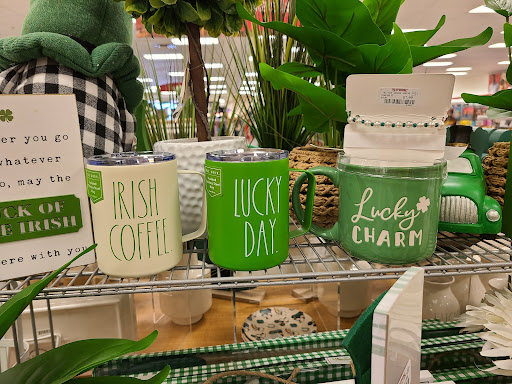 er you go
whatever
o, may the
CK OF
E IRISH
ere with you
IRISH
COFFEE.
LUCKY
DAY.
Lucky
CHARM